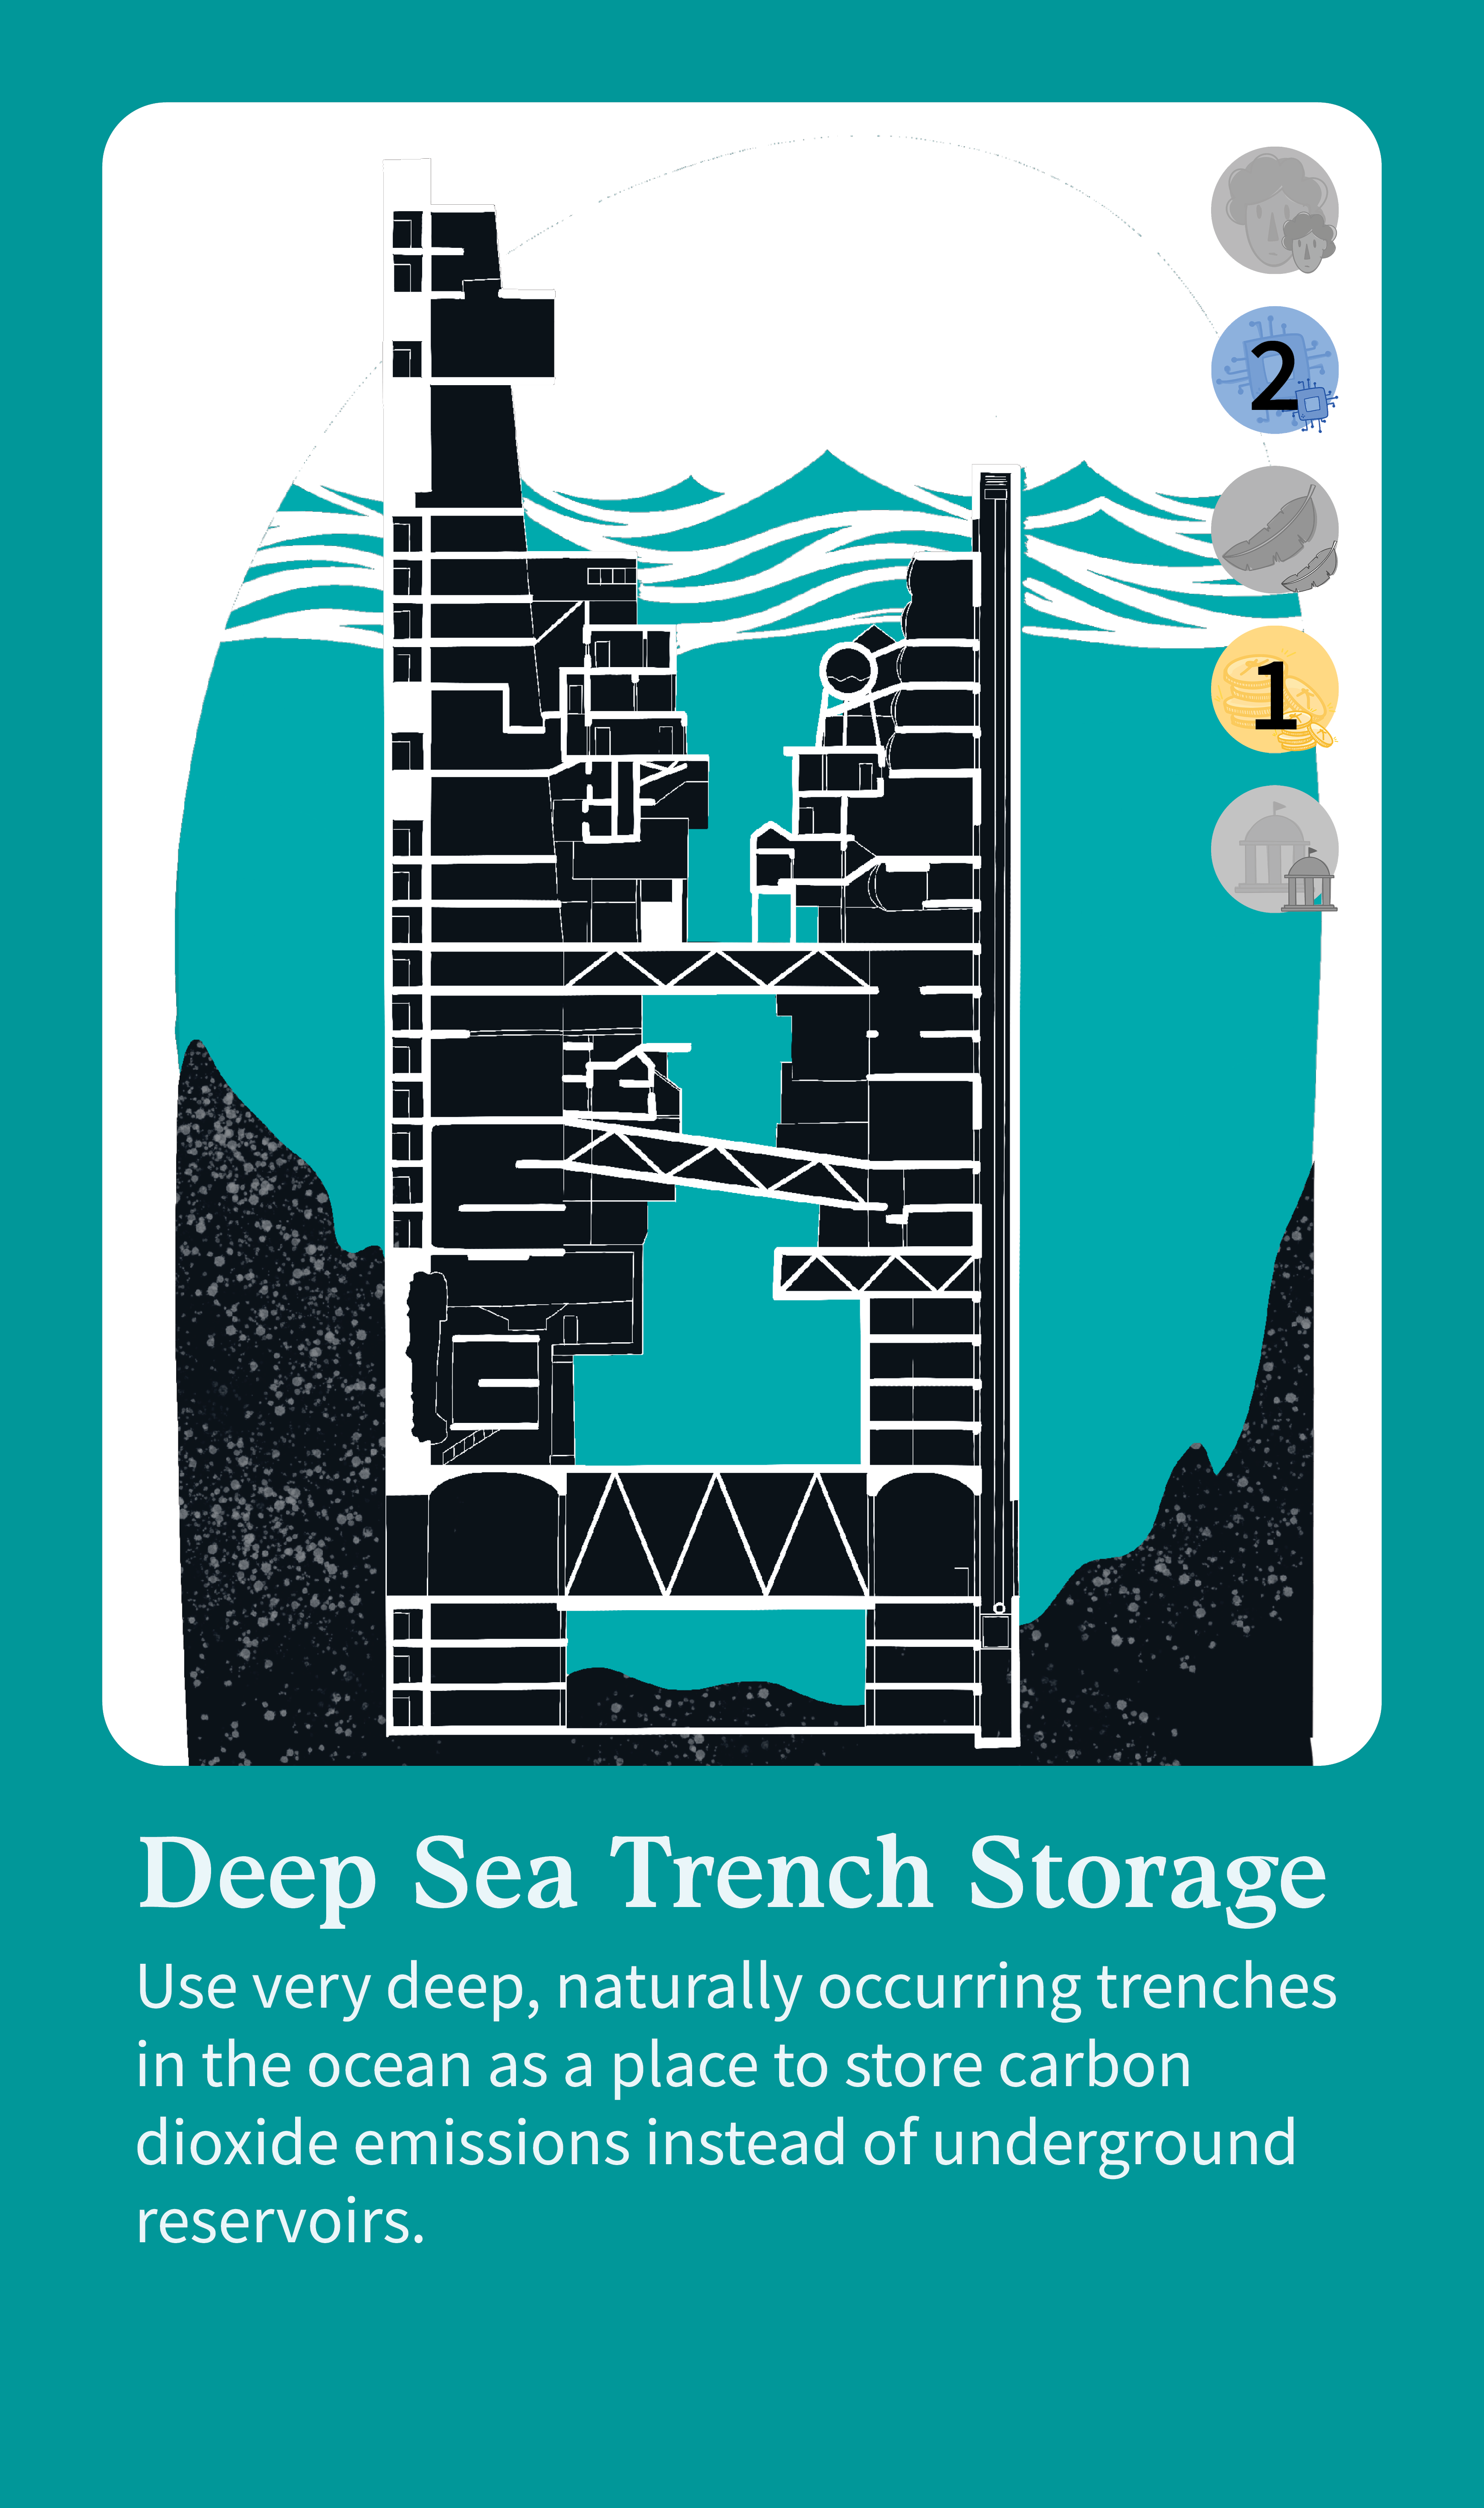 2
1
Deep Sea Trench Storage
Use very deep, naturally occurring trenches
in the ocean as a place to store carbon
dioxide emissions instead of underground
reservoirs.